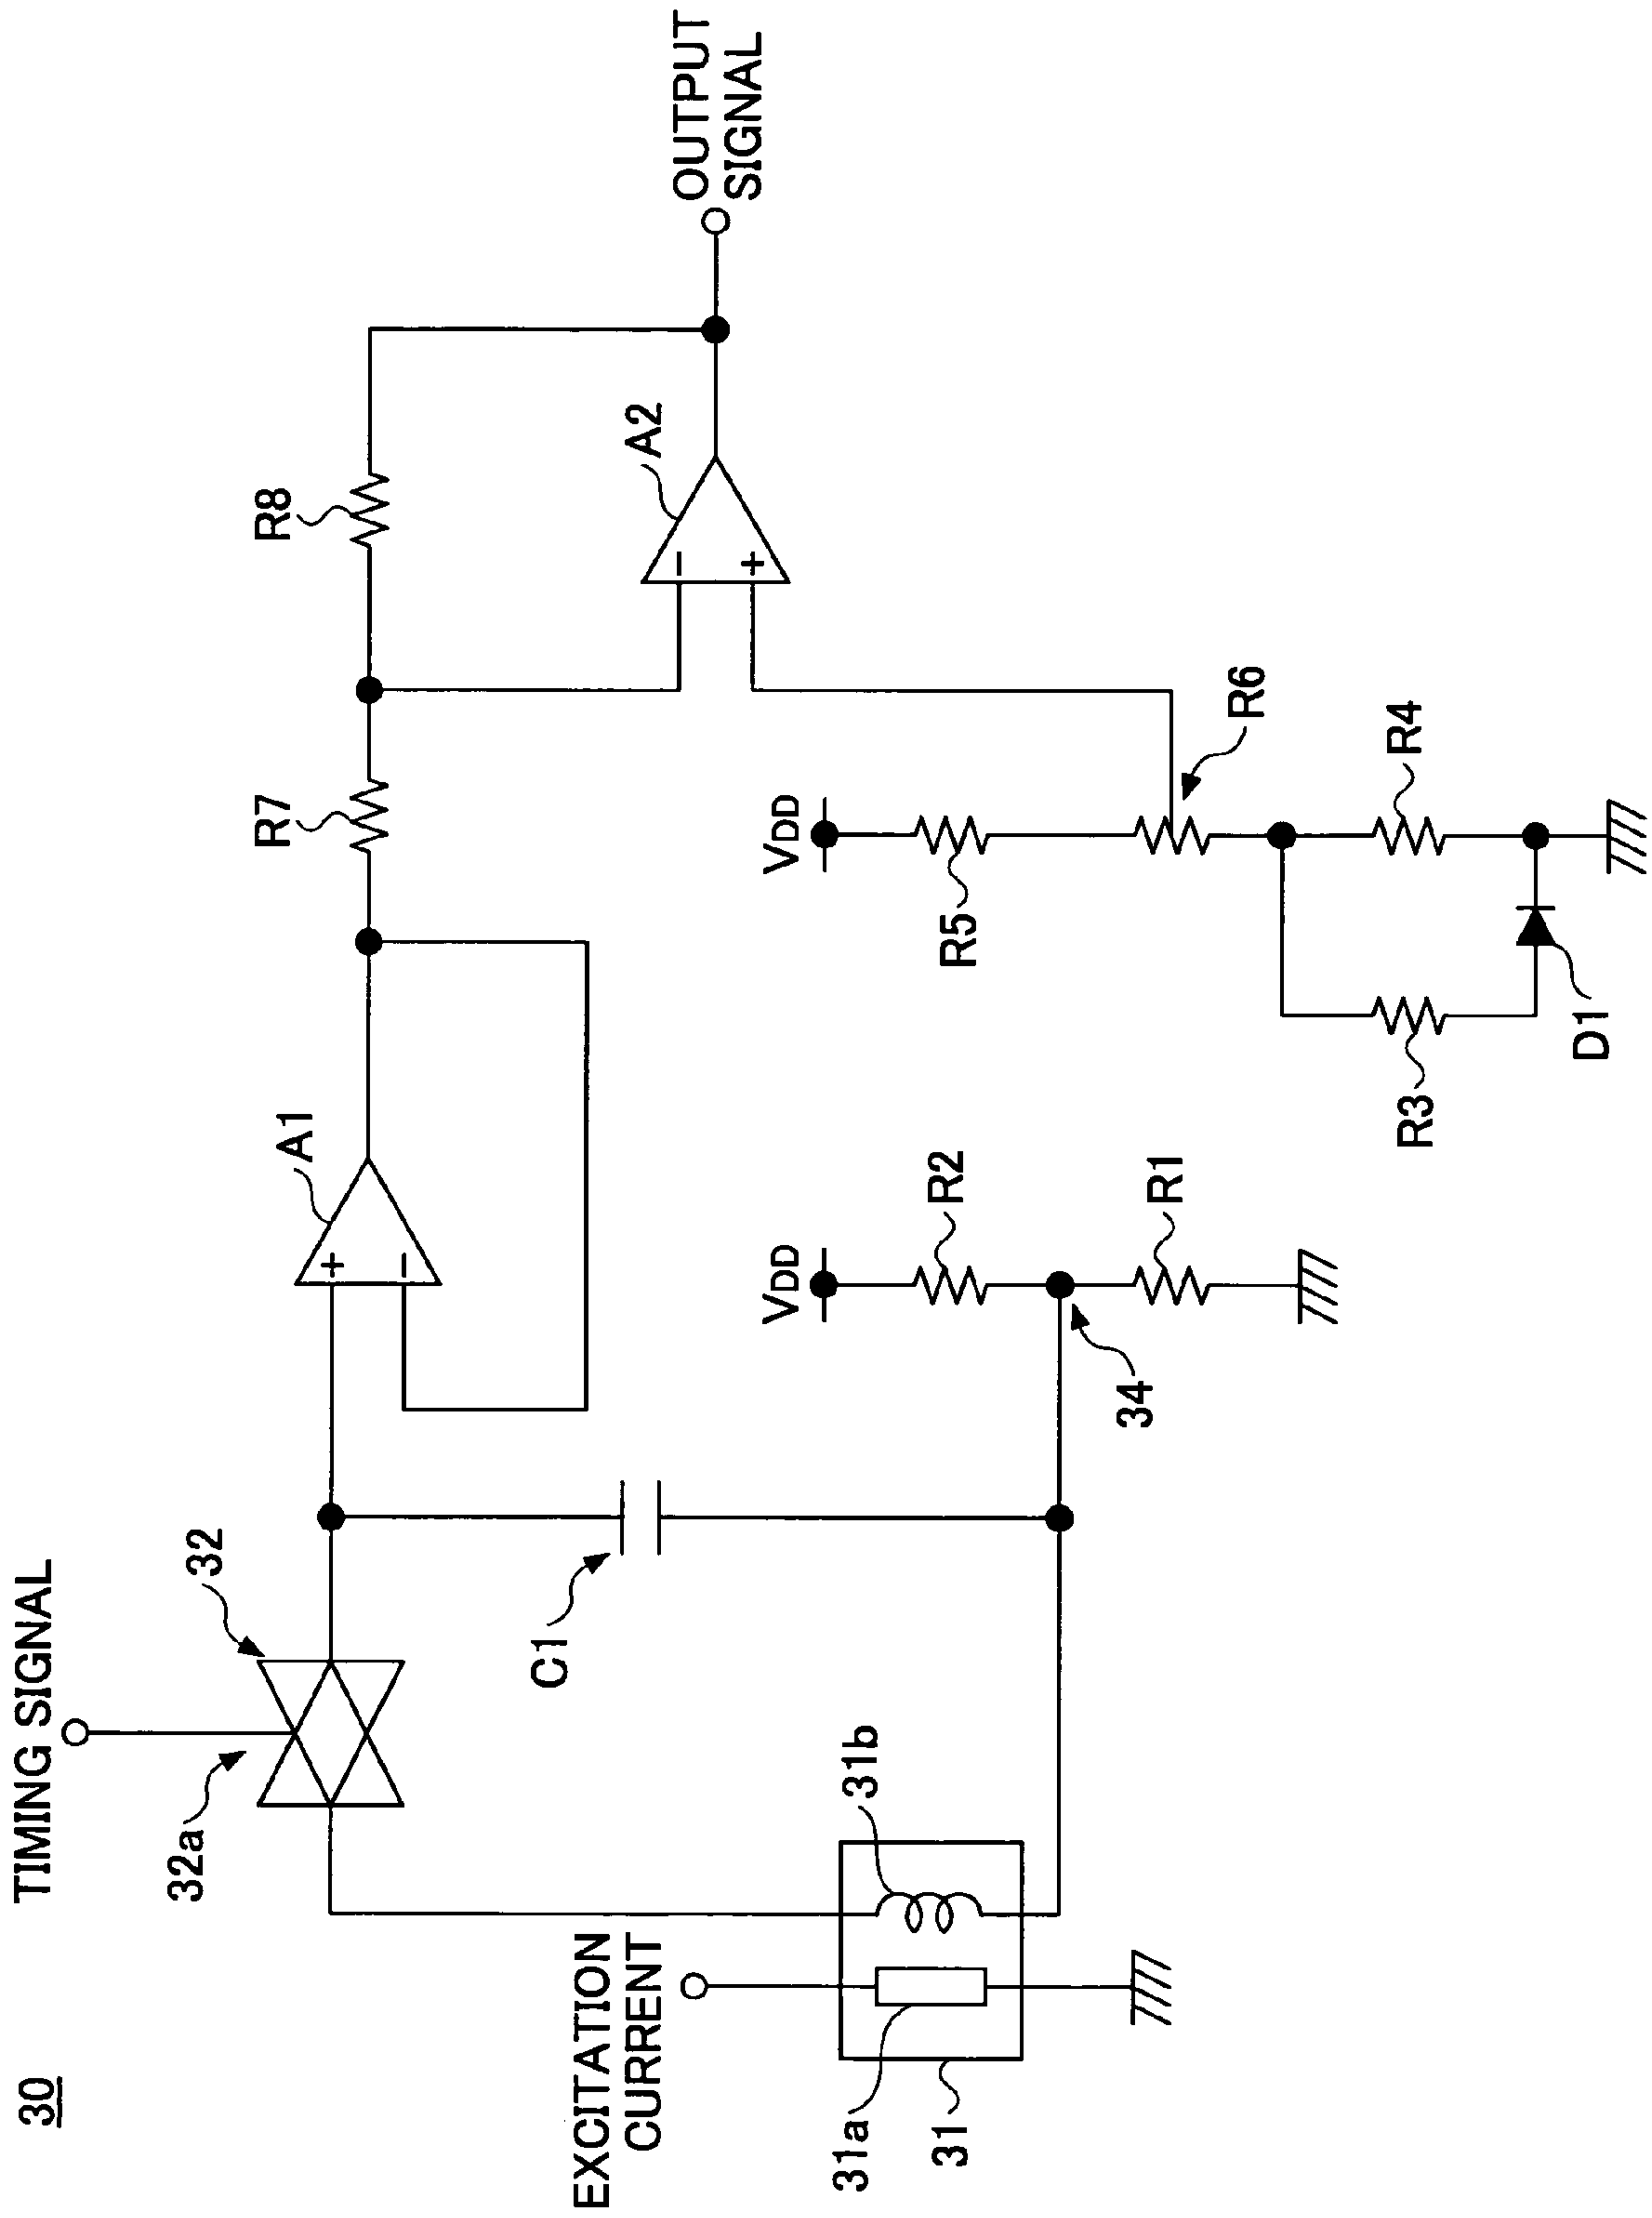 30
TIMING SIGNAL
32a
32
A1
R7
R8
EXCITATION
CURRENT
C1
A2
OUTPUT
SIGNAL
+
−
−
+
31a
31
31b
VDD
R2
34
R1
VDD
R5
R6
R3
R4
D1